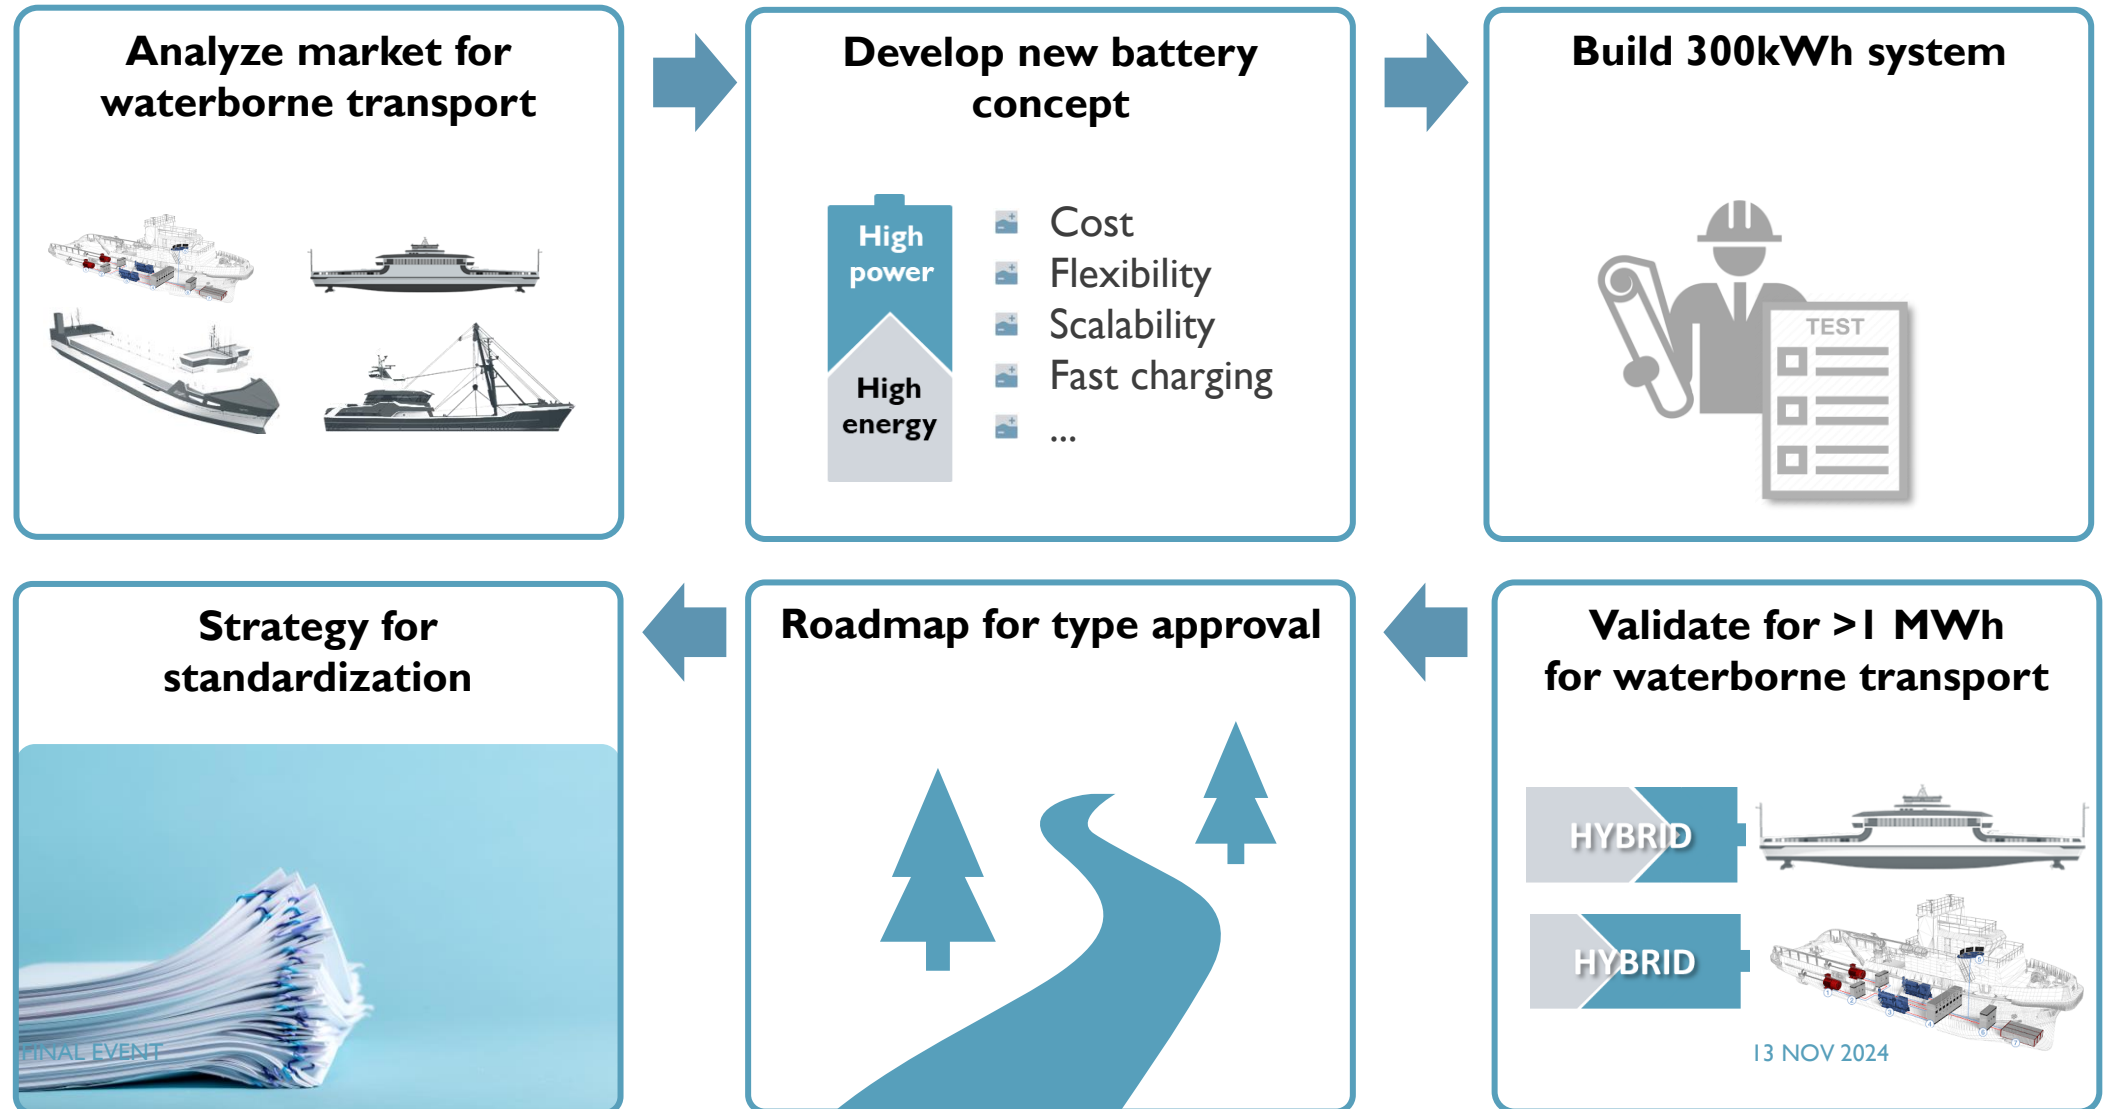 Analyze market for
waterborne transport
Develop new battery
concept
High
power
High
energy
Cost
Flexibility
Scalability
Fast charging
...
Build 300kWh system
TEST
Strategy for
standardization
FINAL EVENT
Roadmap for type approval
Validate for >1 MWh
for waterborne transport
HYBRID
HYBRID
13 NOV 2024